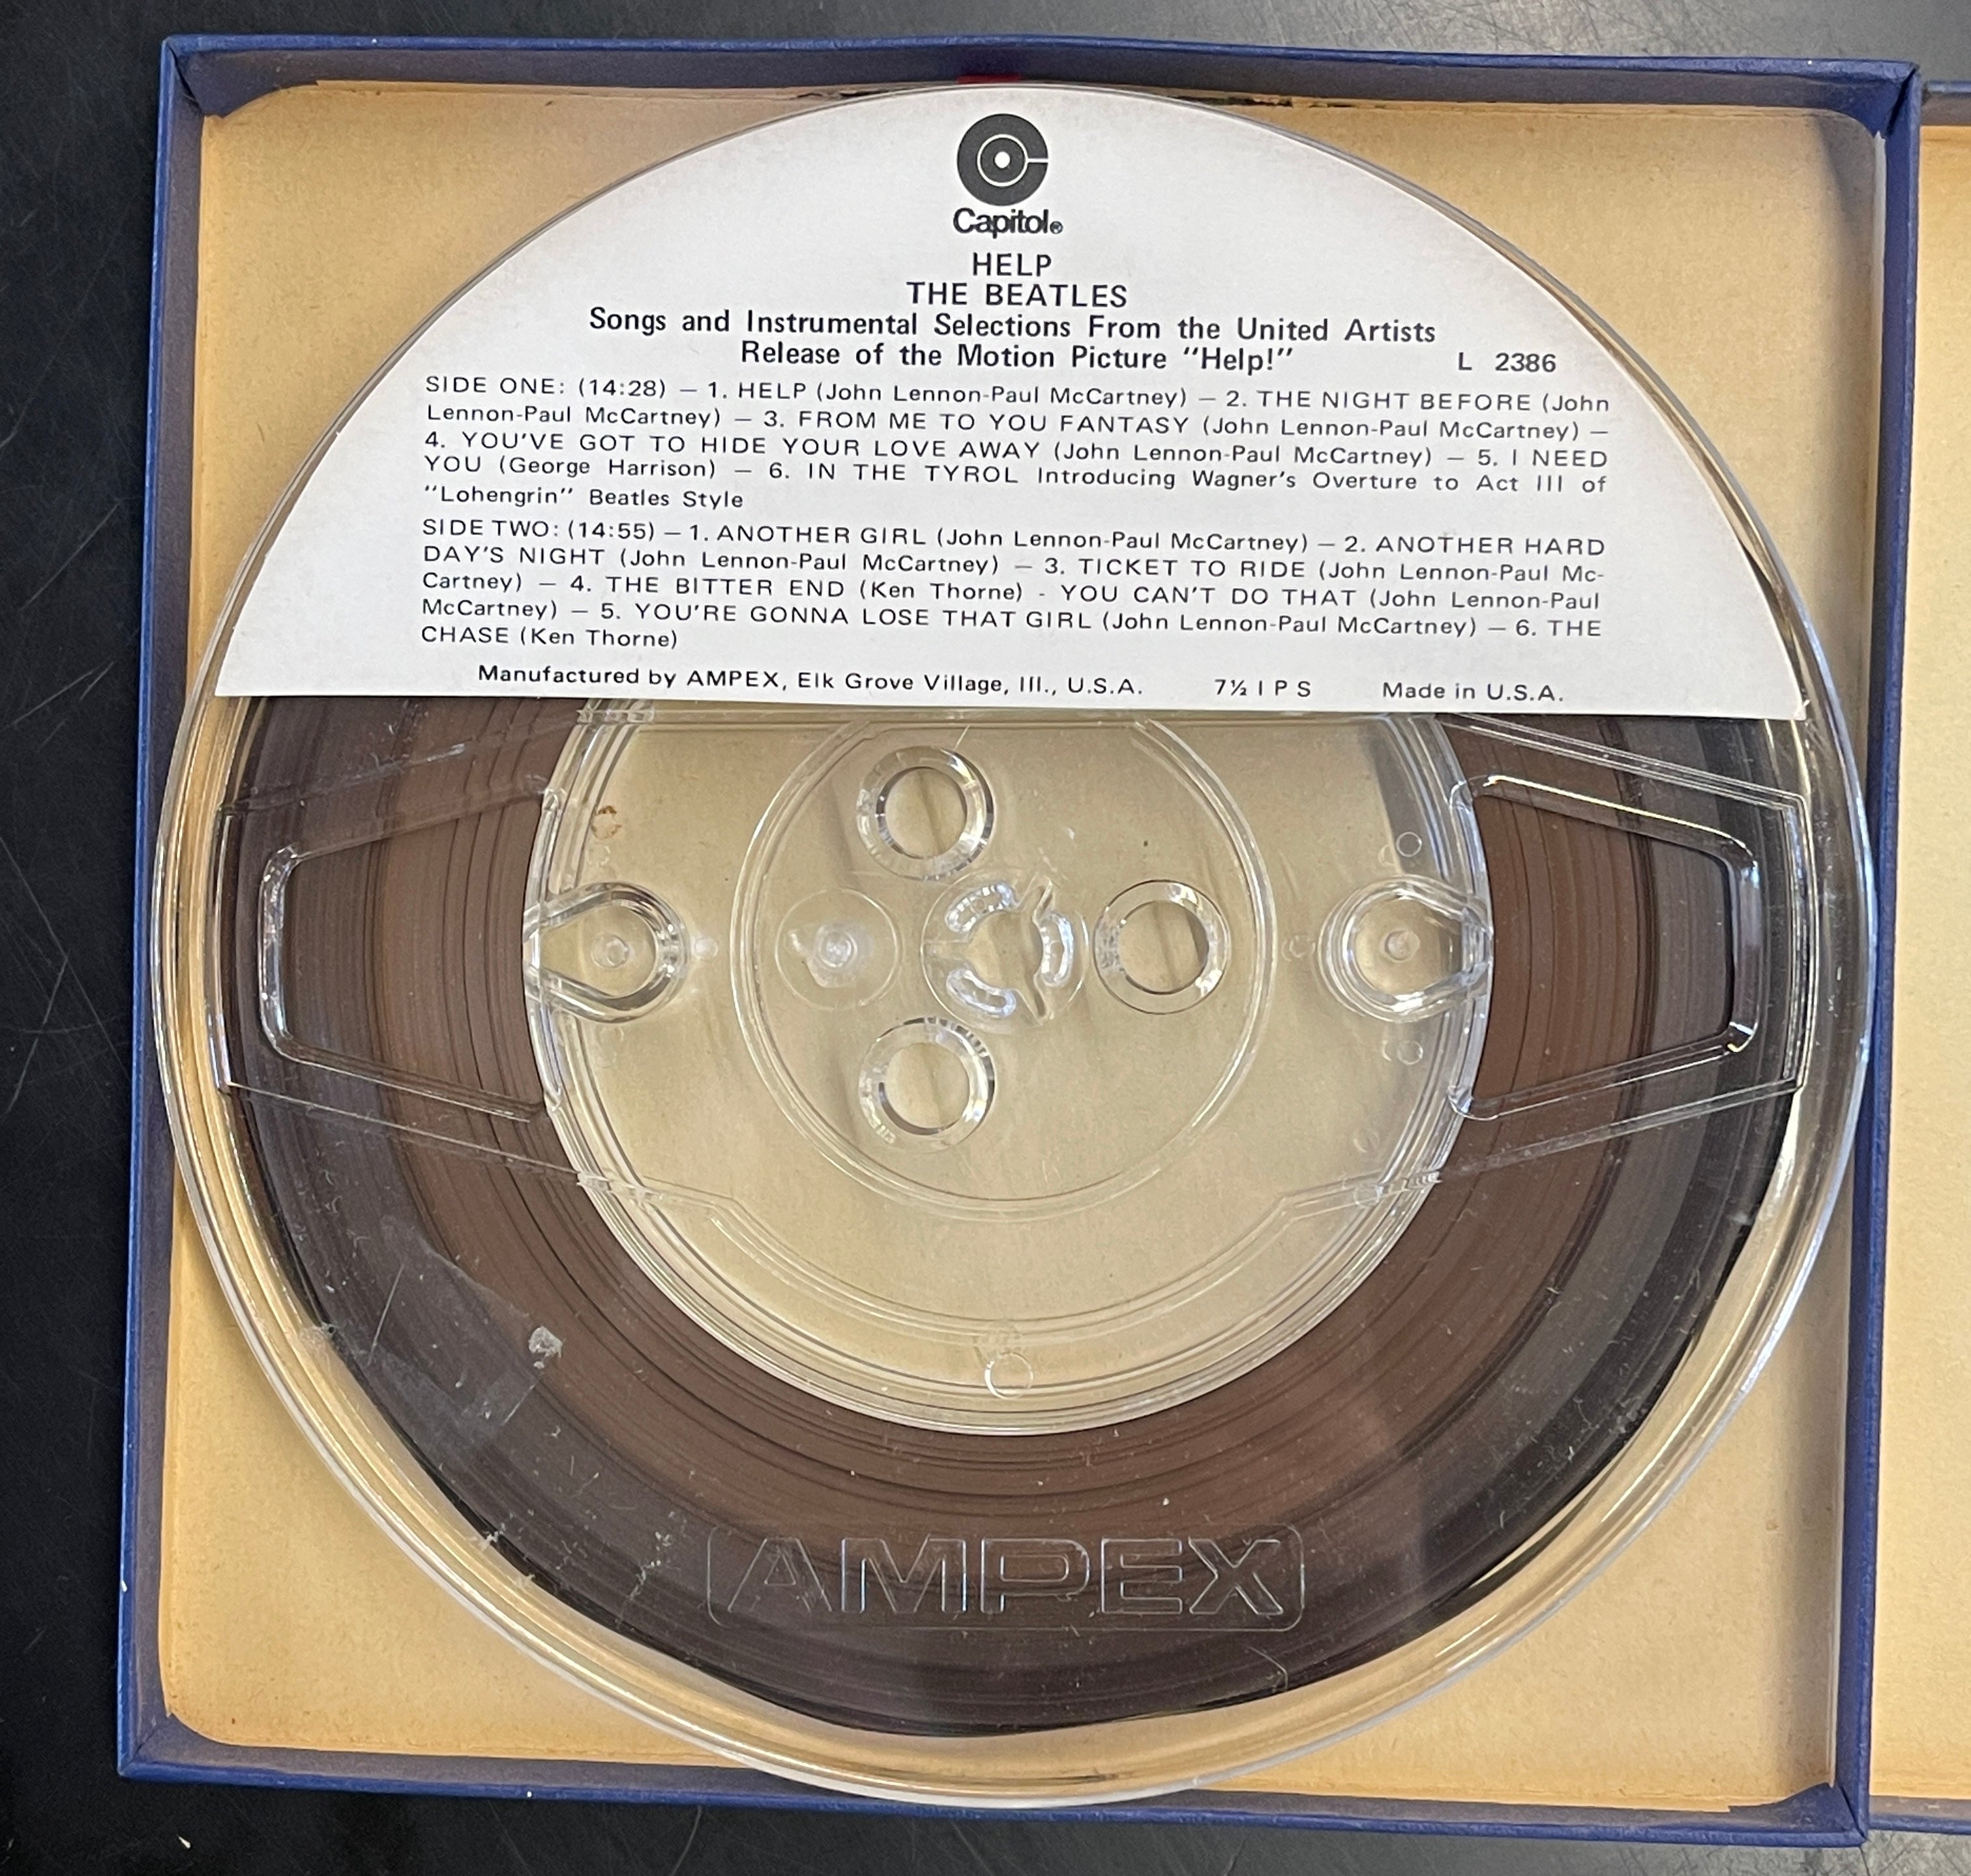 Capitol®
HELP
THE BEATLES
Songs and Instrumental Selections From the United Artists
Release of the Motion Picture "Help!" L 2386
SIDE ONE: (14:28) — 1. HELP (John Lennon-Paul McCartney) — 2. THE NIGHT BEFORE (John
Lennon-Paul McCartney) — 3. FROM ME TO YOU FANTASY (John Lennon-Paul McCartney) —
4. YOU'VE GOT TO HIDE YOUR LOVE AWAY (John Lennon-Paul McCartney) — 5. I NEED
YOU (George Harrison) — 6. IN THE TYROL Introducing Wagner's Overture to Act III of
"Lohengrin" Beatles Style
SIDE TWO: (14:55) — 1. ANOTHER GIRL (John Lennon-Paul McCartney) — 2. ANOTHER HARD
DAY'S NIGHT (John Lennon-Paul McCartney) — 3. TICKET TO RIDE (John Lennon-Paul Mc-
Cartney) — 4. THE BITTER END (Ken Thorne) - YOU CAN'T DO THAT (John Lennon-Paul
McCartney) — 5. YOU'RE GONNA LOSE THAT GIRL (John Lennon-Paul McCartney) — 6. THE
CHASE (Ken Thorne)
Manufactured by AMPEX, Elk Grove Village, Ill., U.S.A. 7½ I P S Made in U.S.A.
AMPEX